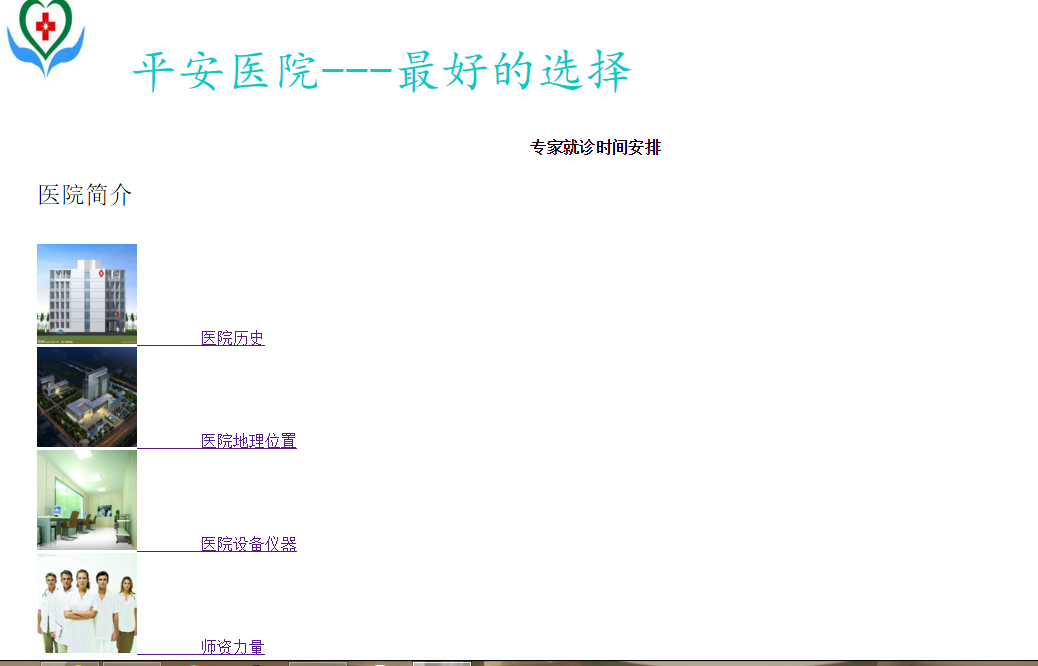 平安医院---最好的选择
专家就诊时间安排
医院简介
医院历史
医院地理位置
医院设备仪器
师资力量